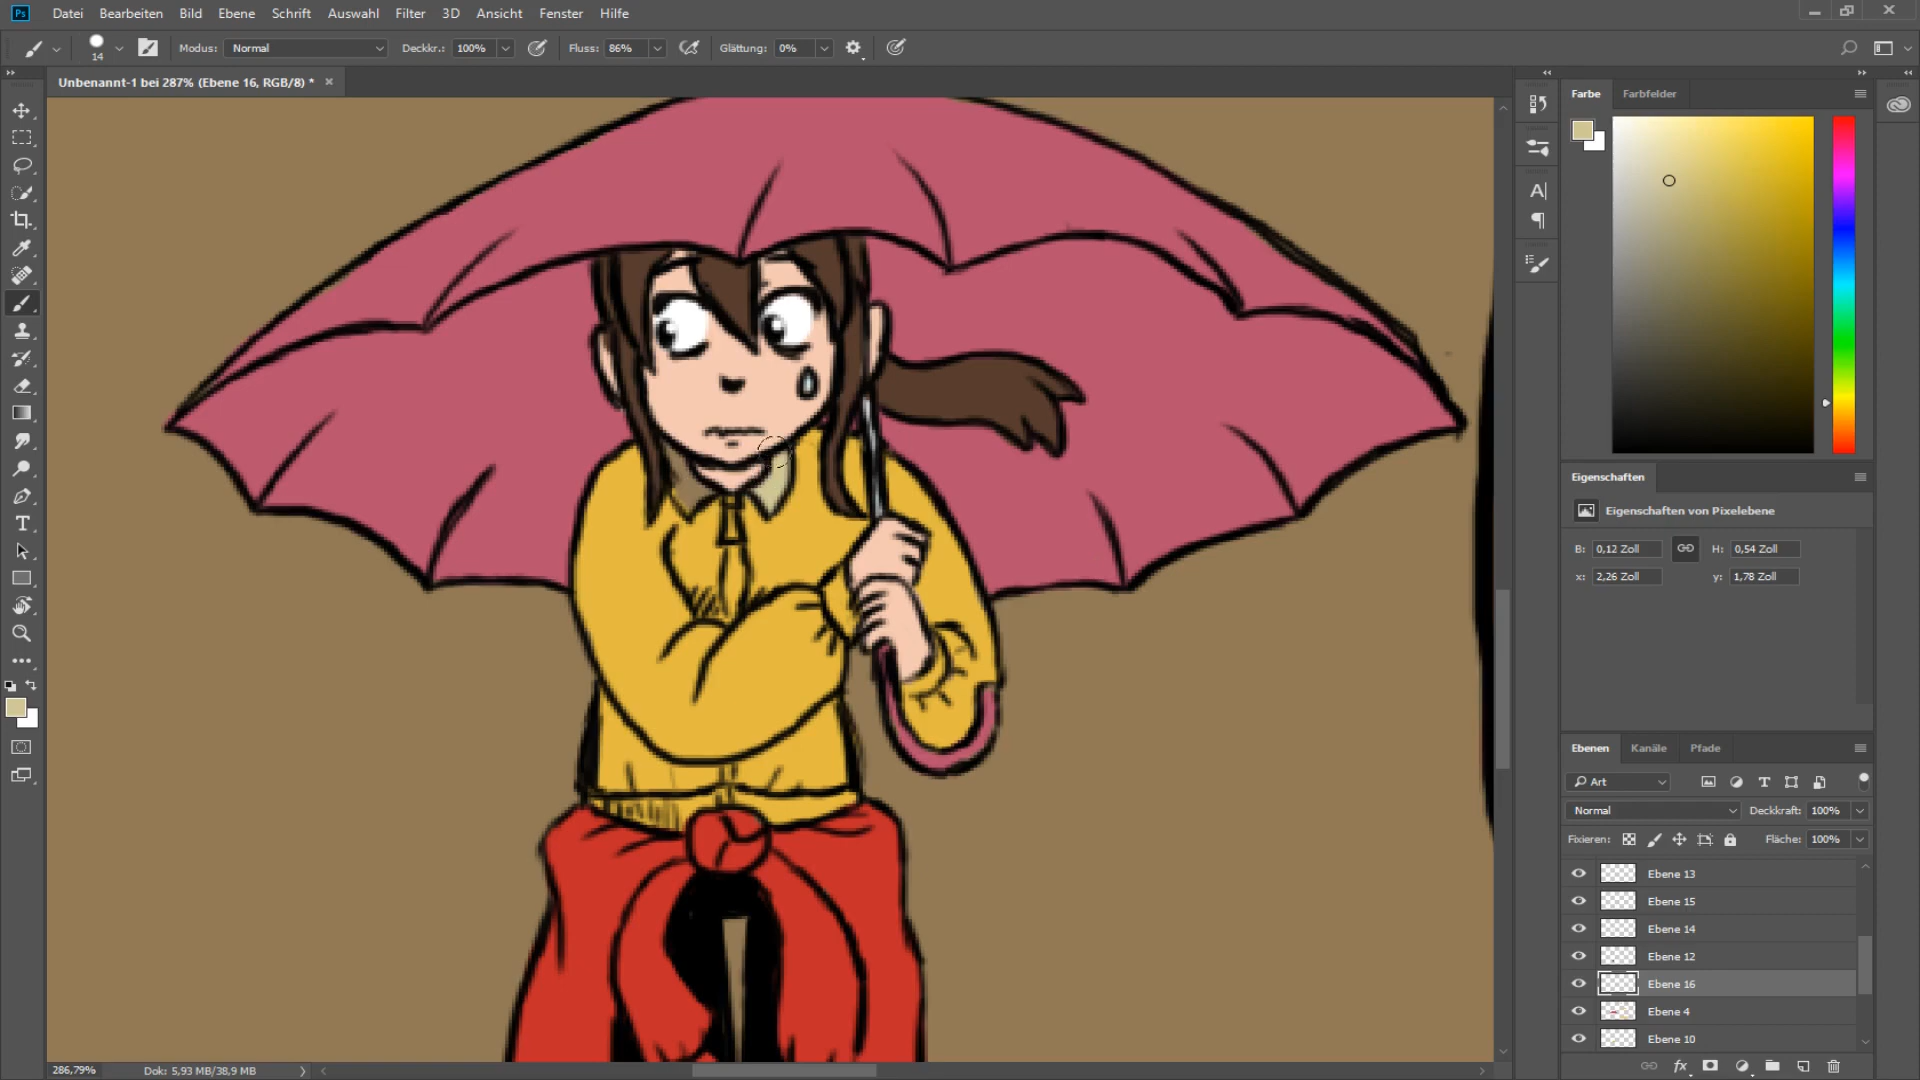 Ps Datei Bearbeiten Bild Ebene Schrift Auswahl Filter 3D Ansicht Fenster Hilfe
14 Modus: Normal Deckkr.: 100% Fluss: 86% Glättung: 0%
Unbenannt-1 bei 287% (Ebene 16, RGB/8) * ×
Farbe Farbfelder
Eigenschaften
Eigenschaften von Pixelebene
B: 0,12 Zoll H: 0,54 Zoll
x: 2,26 Zoll y: 1,78 Zoll
Ebenen Kanäle Pfade
Art
Normal Deckkraft: 100%
Fixieren: Fläche: 100%
Ebene 13
Ebene 15
Ebene 14
Ebene 12
Ebene 16
Ebene 4
Ebene 10
fx
286,79% Dok: 5,93 MB/38,9 MB